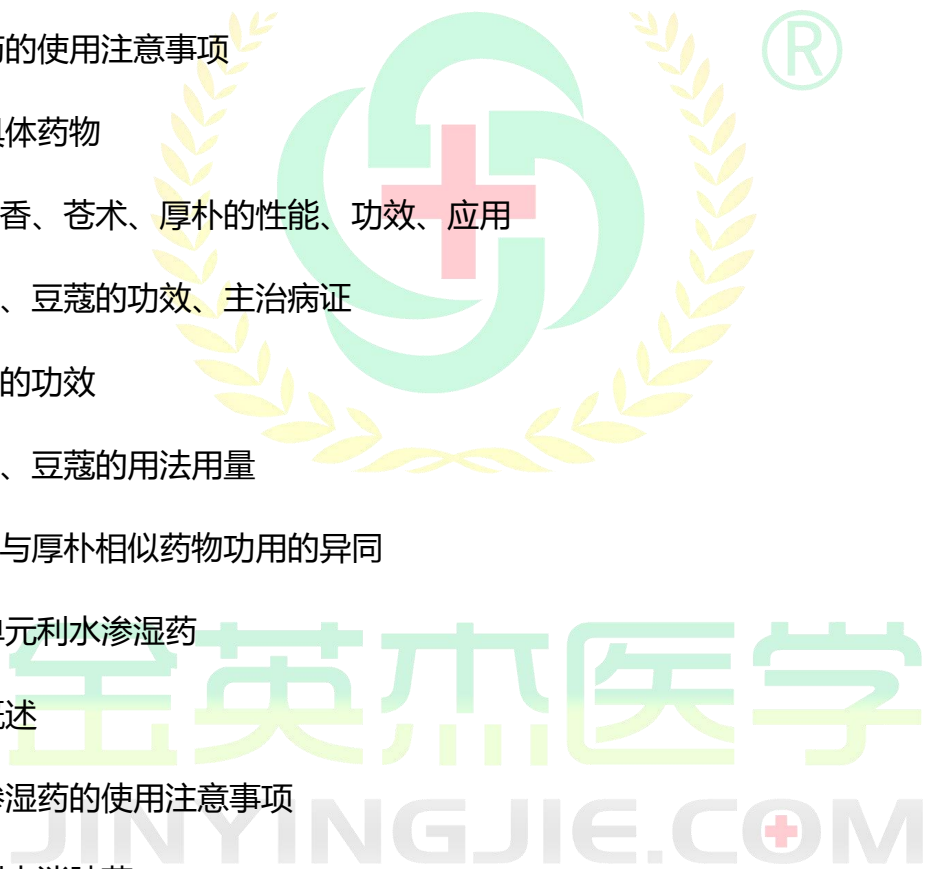 的使用注意事项
体药物
香、苍术、厚朴的性能、功效、应用
、豆蔻的功效、主治病证
的功效
、豆蔻的用法用量
与厚朴相似药物功用的异同
元利水渗湿药
述
湿药的使用注意事项
金英杰医学
JINYINGJIE.COM
®